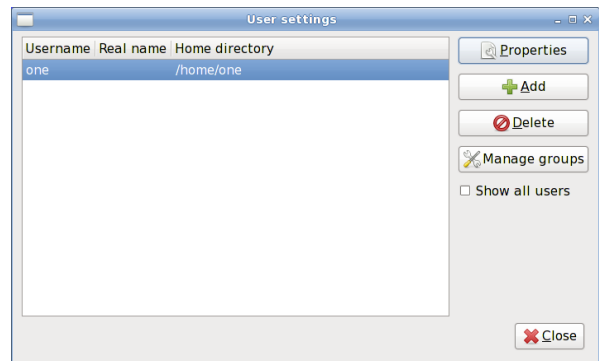 User settings
Username Real name Home directory
one /home/one
Properties
Add
Delete
Manage groups
Show all users
Close